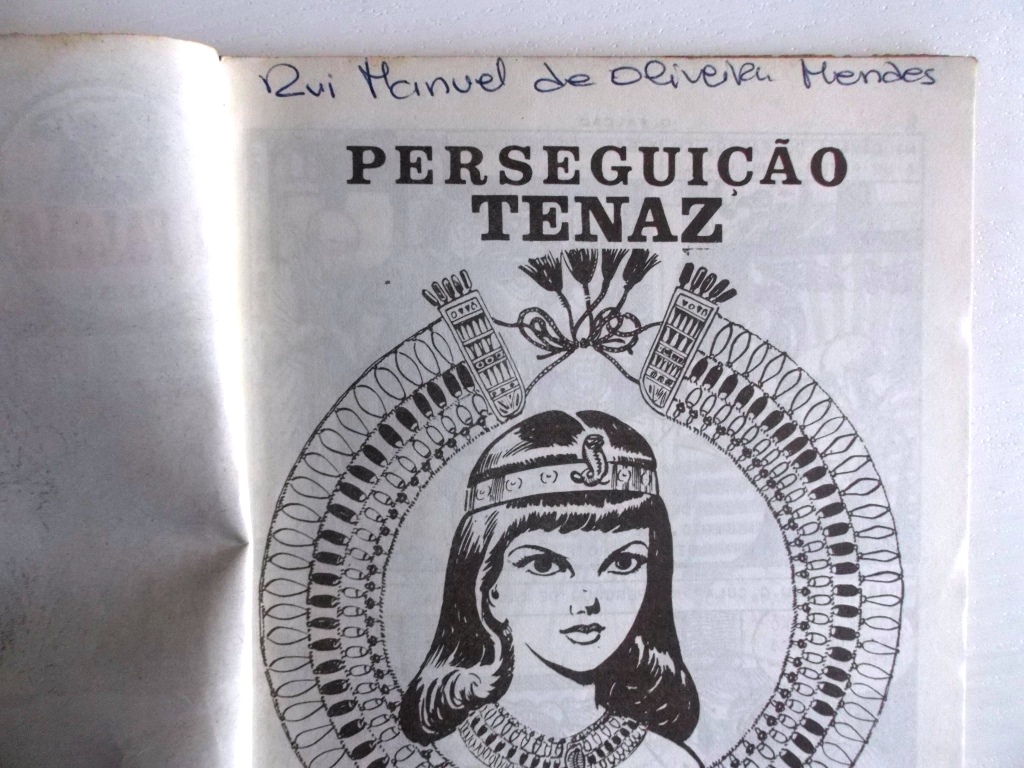 Rui Manuel de Oliveira Mendes
PERSEGUIÇÃO
TENAZ